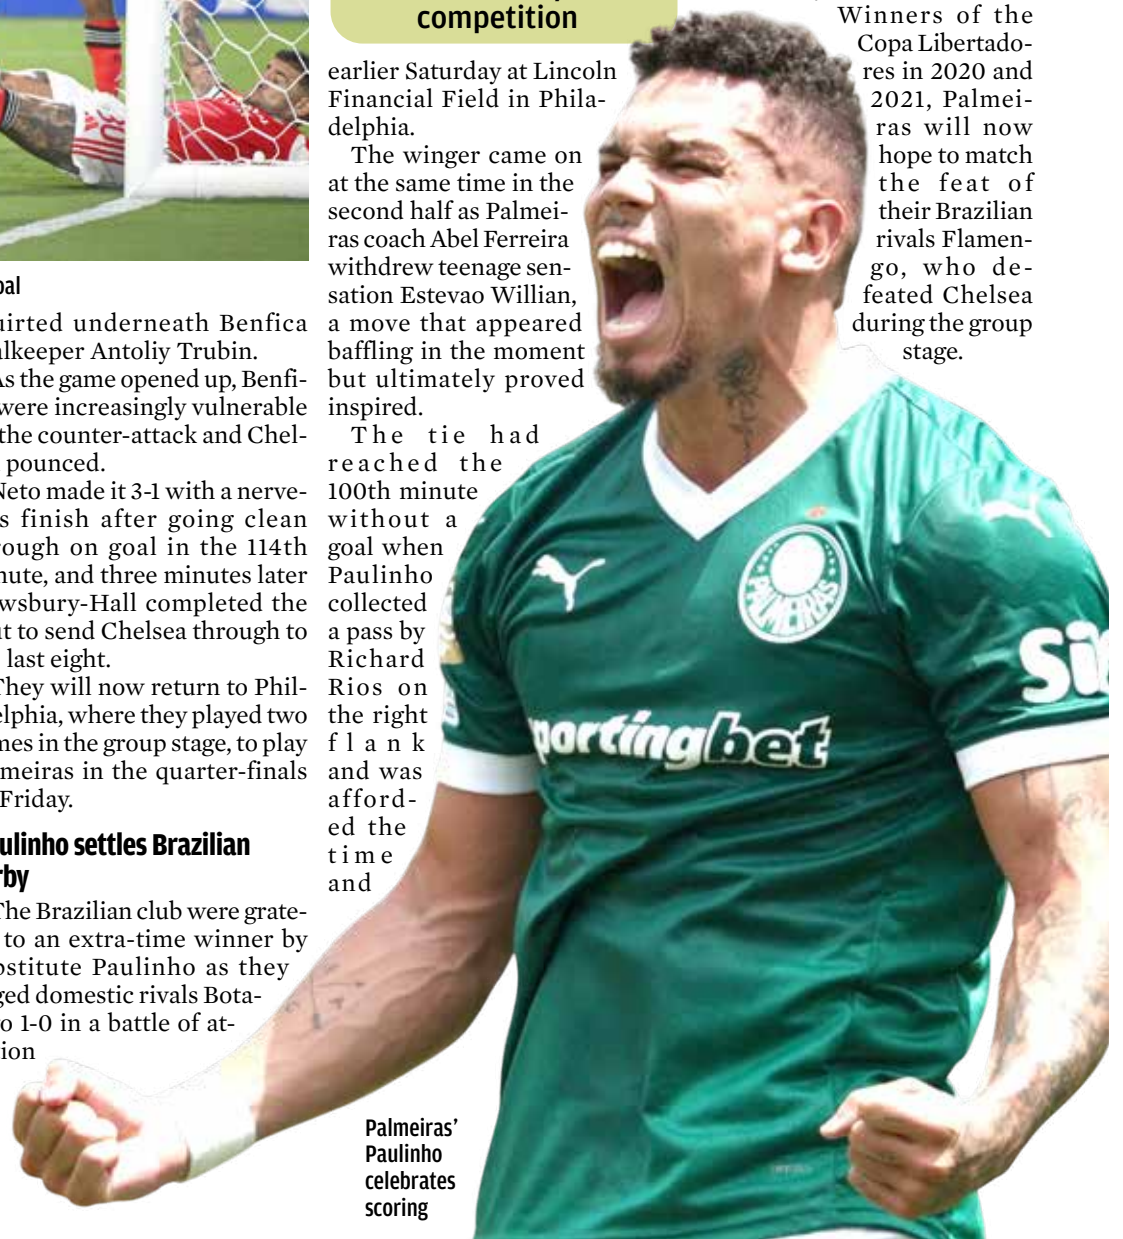 oal
uirted underneath Benfica
alkeeper Antoliy Trubin.
As the game opened up, Benfi-
were increasingly vulnerable
the counter-attack and Chel-
pounced.
Neto made it 3-1 with a nerve-
s finish after going clean
rough on goal in the 114th
nute, and three minutes later
wsbury-Hall completed the
ut to send Chelsea through to
last eight.
They will now return to Phil-
elphia, where they played two
mes in the group stage, to play
meiras in the quarter-finals
Friday.
ulinho settles Brazilian
rby
The Brazilian club were grate-
to an extra-time winner by
bstitute Paulinho as they
ged domestic rivals Bota-
o 1-0 in a battle of at-
ion
competition
earlier Saturday at Lincoln
Financial Field in Phila-
delphia.
The winger came on
at the same time in the
second half as Palmei-
ras coach Abel Ferreira
withdrew teenage sen-
sation Estevao Willian,
a move that appeared
baffling in the moment
but ultimately proved
inspired.
The tie had
reached the
100th minute
without a
goal when
Paulinho
collected
a pass by
Richard
Rios on
the right
flank
and was
afford-
ed the
time
and
Winners of the
Copa Libertado-
res in 2020 and
2021, Palmei-
ras will now
hope to match
the feat of
their Brazilian
rivals Flamen-
go, who de-
feated Chelsea
during the group
stage.
PALMEIRAS
Si
sportingbet
Palmeiras’
Paulinho
celebrates
scoring